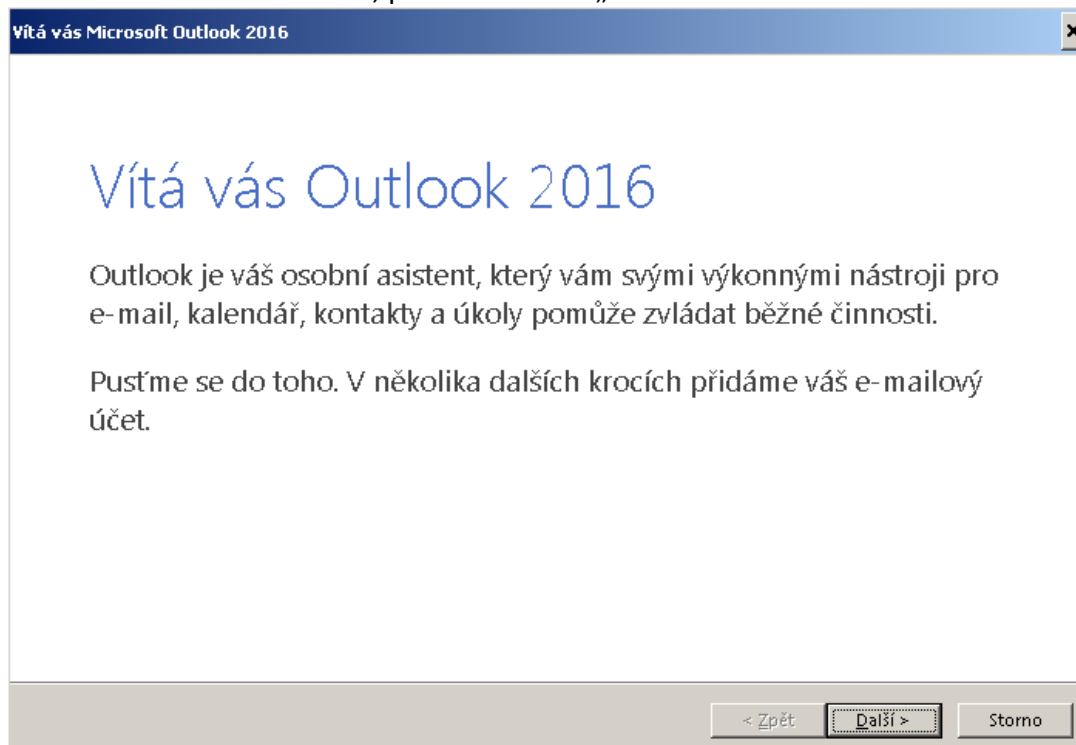 Vítá vás Microsoft Outlook 2016
Vítá vás Outlook 2016
Outlook je váš osobní asistent, který vám svými výkonnými nástroji pro
e-mail, kalendář, kontakty a úkoly pomůže zvládat běžné činnosti.
Pusťme se do toho. V několika dalších krocích přidáme váš e-mailový
účet.
< Zpět
Další >
Storno